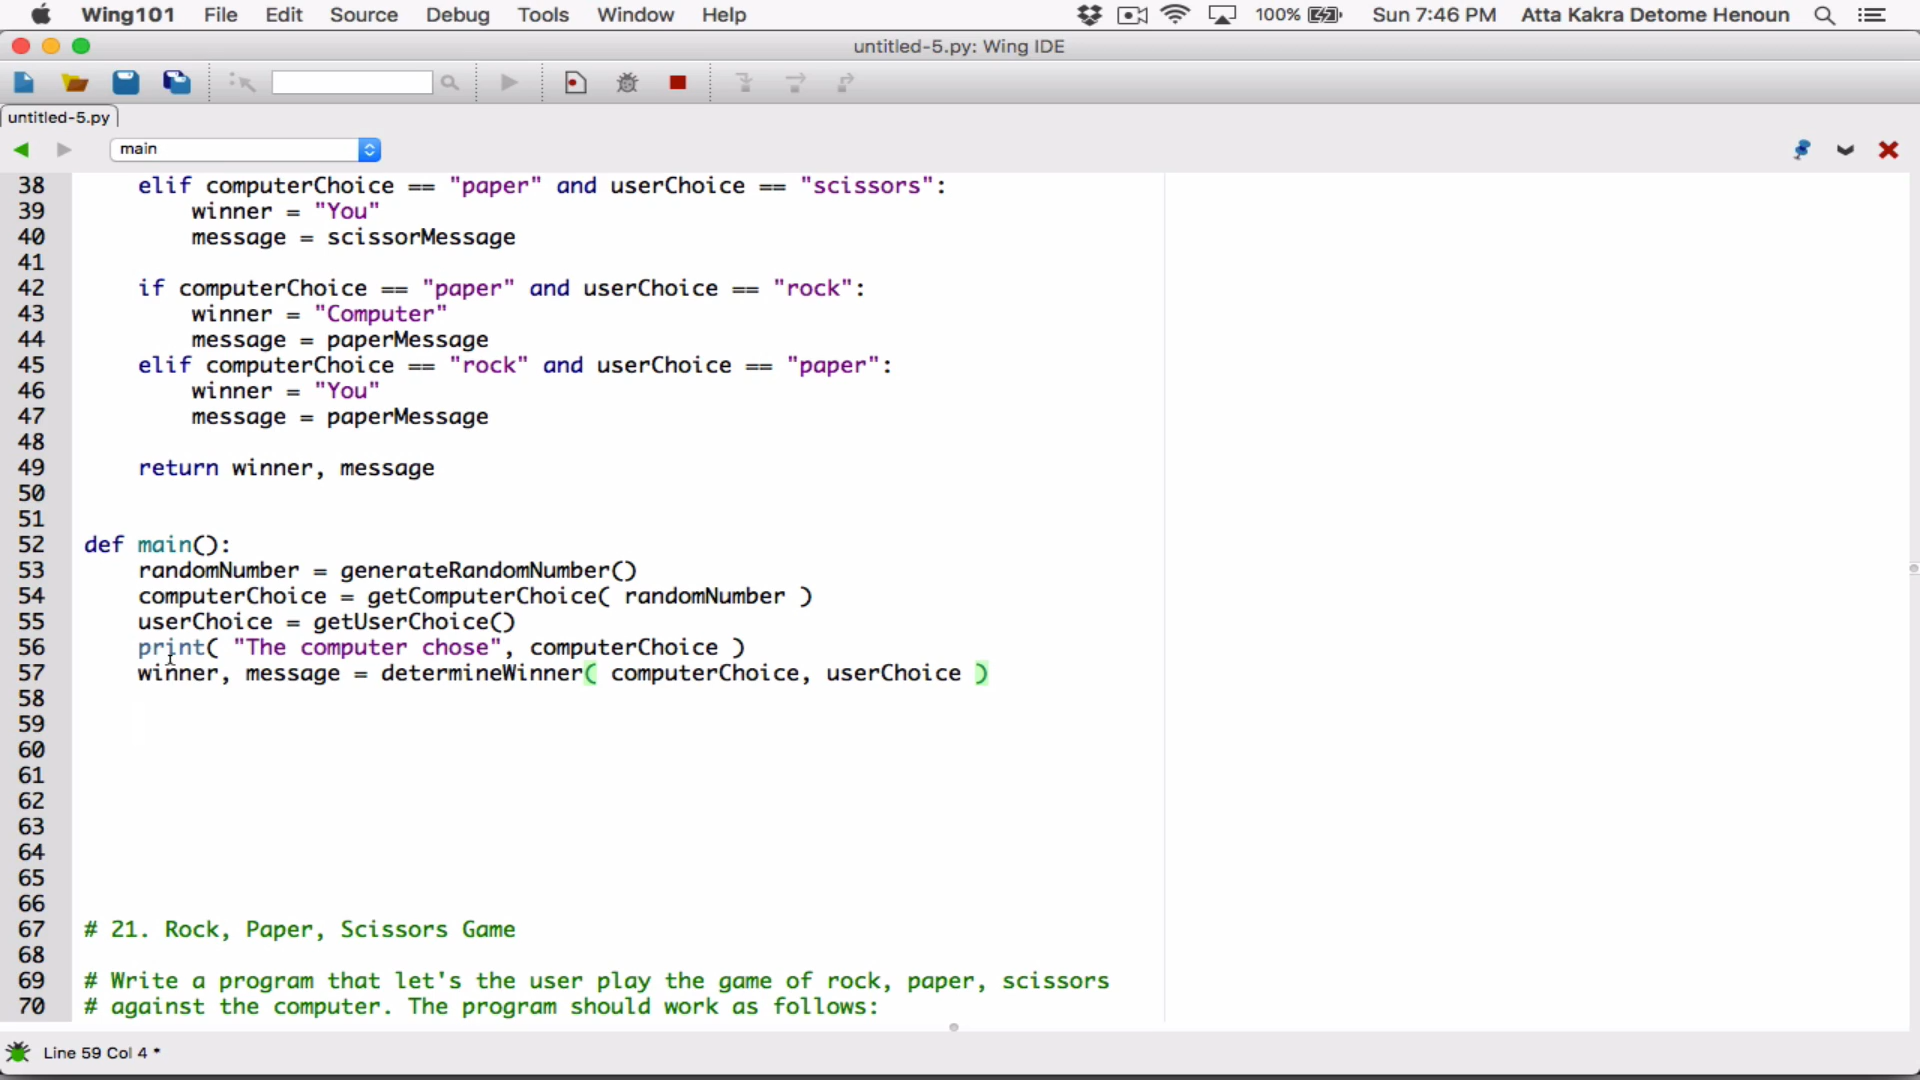 Wing101 File Edit Source Debug Tools Window Help 100% Sun 7:46 PM Atta Kakra Detome Henoun
untitled-5.py: Wing IDE
untitled-5.py
main
38 elif computerChoice == "paper" and userChoice == "scissors":
39 winner = "You"
40 message = scissorMessage
41
42 if computerChoice == "paper" and userChoice == "rock":
43 winner = "Computer"
44 message = paperMessage
45 elif computerChoice == "rock" and userChoice == "paper":
46 winner = "You"
47 message = paperMessage
48
49 return winner, message
50
51
52 def main():
53 randomNumber = generateRandomNumber()
54 computerChoice = getComputerChoice( randomNumber )
55 userChoice = getUserChoice()
56 print( "The computer chose", computerChoice )
57 winner, message = determineWinner( computerChoice, userChoice )
58
59
60
61
62
63
64
65
66
67 # 21. Rock, Paper, Scissors Game
68
69 # Write a program that let's the user play the game of rock, paper, scissors
70 # against the computer. The program should work as follows:
Line 59 Col 4 *